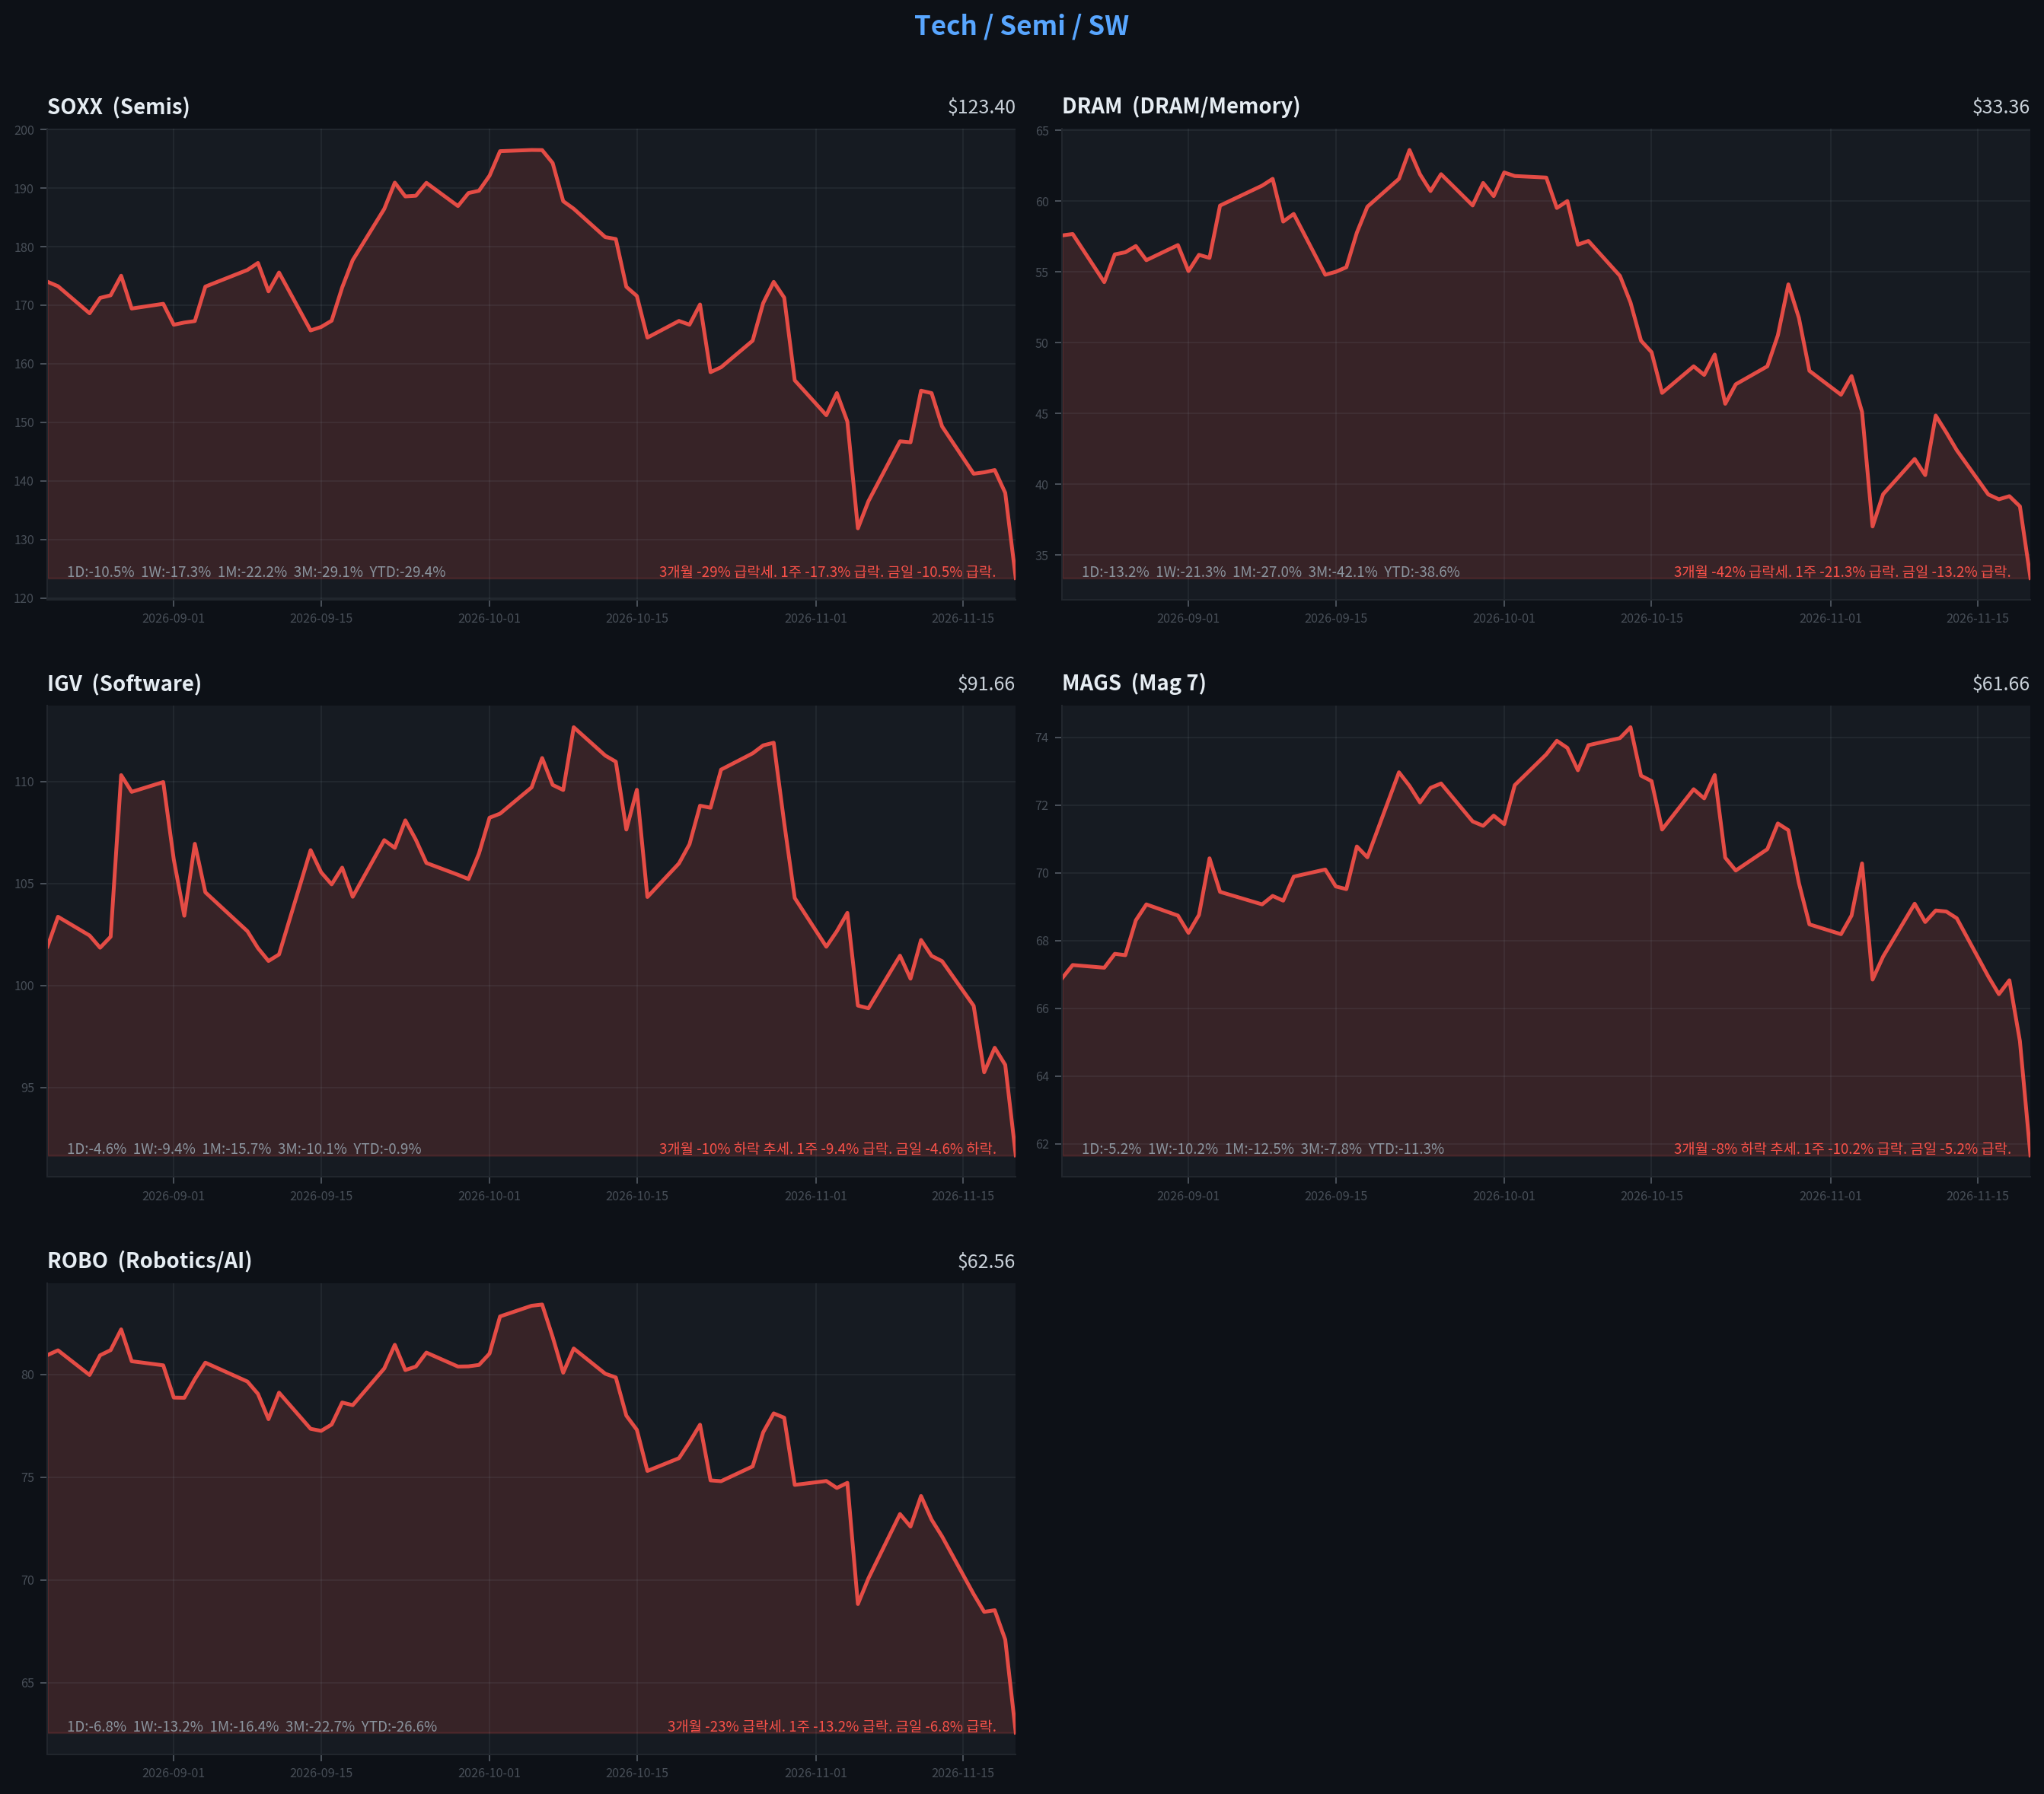 Tech / Semi / SW
SOXX (Semis) $123.40
200
190
180
170
160
150
140
130
120
1D:-10.5% 1W:-17.3% 1M:-22.2% 3M:-29.1% YTD:-29.4% 3개월 -29% 급락세. 1주 -17.3% 급락. 금일 -10.5% 급락.
2026-09-01 2026-09-15 2026-10-01 2026-10-15 2026-11-01 2026-11-15
DRAM (DRAM/Memory) $33.36
65
60
55
50
45
40
35
1D:-13.2% 1W:-21.3% 1M:-27.0% 3M:-42.1% YTD:-38.6% 3개월 -42% 급락세. 1주 -21.3% 급락. 금일 -13.2% 급락.
2026-09-01 2026-09-15 2026-10-01 2026-10-15 2026-11-01 2026-11-15
IGV (Software) $91.66
110
105
100
95
1D:-4.6% 1W:-9.4% 1M:-15.7% 3M:-10.1% YTD:-0.9% 3개월 -10% 하락 추세. 1주 -9.4% 급락. 금일 -4.6% 하락.
2026-09-01 2026-09-15 2026-10-01 2026-10-15 2026-11-01 2026-11-15
MAGS (Mag 7) $61.66
74
72
70
68
66
64
62
1D:-5.2% 1W:-10.2% 1M:-12.5% 3M:-7.8% YTD:-11.3% 3개월 -8% 하락 추세. 1주 -10.2% 급락. 금일 -5.2% 급락.
2026-09-01 2026-09-15 2026-10-01 2026-10-15 2026-11-01 2026-11-15
ROBO (Robotics/AI) $62.56
80
75
70
65
1D:-6.8% 1W:-13.2% 1M:-16.4% 3M:-22.7% YTD:-26.6% 3개월 -23% 급락세. 1주 -13.2% 급락. 금일 -6.8% 급락.
2026-09-01 2026-09-15 2026-10-01 2026-10-15 2026-11-01 2026-11-15